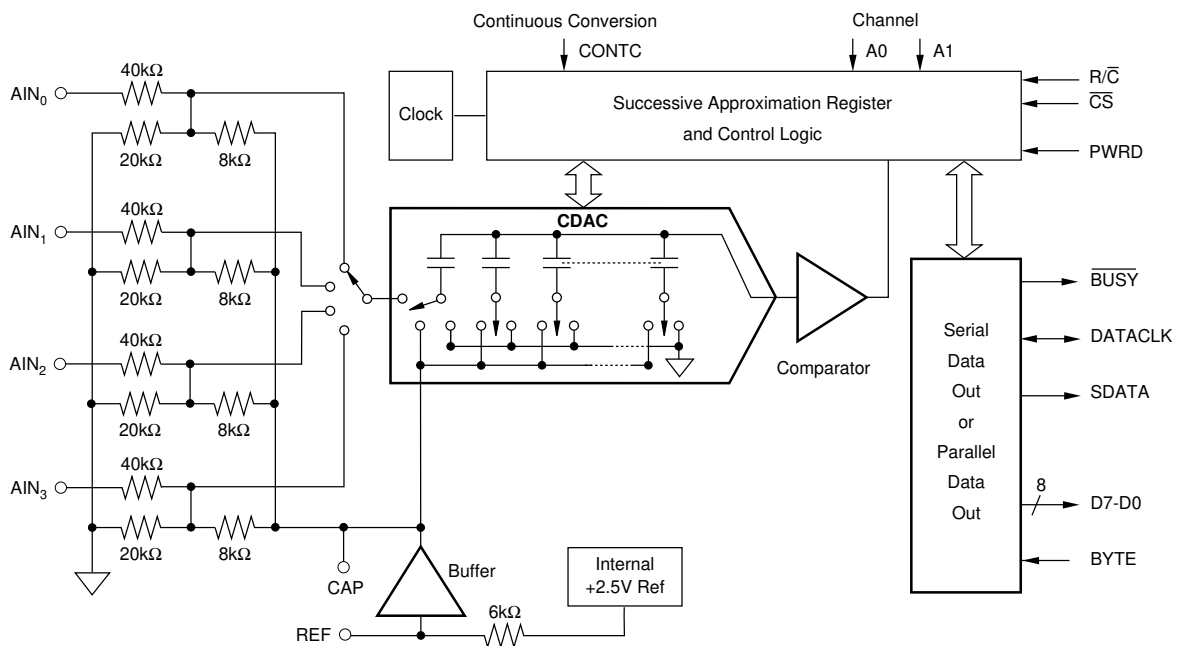 Continuous Conversion
CONTC
Channel
A0
A1
Clock
Successive Approximation Register
and Control Logic
R/C̅
C̅S̅
PWRD
AIN₀
40kΩ
20kΩ
8kΩ
AIN₁
40kΩ
20kΩ
8kΩ
AIN₂
40kΩ
20kΩ
8kΩ
AIN₃
40kΩ
20kΩ
8kΩ
CDAC
Comparator
Serial
Data
Out
or
Parallel
Data
Out
B̅U̅S̅Y̅
DATACLK
SDATA
8
D7-D0
BYTE
CAP
Buffer
Internal
+2.5V Ref
6kΩ
REF